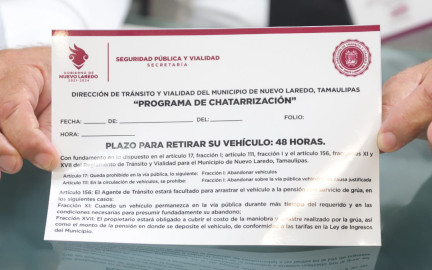 GOBIERNO DE
NUEVO LAREDO
2021-2024
SEGURIDAD PÚBLICA Y VIALIDAD
SECRETARÍA
DIRECCIÓN DE TRÁNSITO Y VIALIDAD DEL MUNICIPIO DE NUEVO LAREDO, TAMAULIPAS
“PROGRAMA DE CHATARRIZACIÓN”
FECHA: DE: DEL: FOLIO:
HORA:
PLAZO PARA RETIRAR SU VEHÍCULO: 48 HORAS.
Con fundamento en lo dispuesto en el artículo 17, fracción I; artículo 111, fracción I y el artículo 156, fracciones XI y
XVII del Reglamento de Tránsito y Vialidad para el Municipio de Nuevo Laredo, Tamaulipas.
Artículo 17: Queda prohibido en la vía pública, lo siguiente: Fracción I: Abandonar vehículos
En la circulación de vehículos, se prohíbe: Fracción I: Abandonar sobre la vía pública vehículos justificada
Artículo 156: El Agente de Tránsito estará facultado para arrastrar el vehículo a la pensión servicio de grúa, en
los siguientes casos:
Fracción XI: Cuando un vehículo permanezca en la vía pública durante más tiempo del requerido y en las
condiciones necesarias para presumir fundadamente su abandono;
Fracción XVII: El propietario estará obligado a cubrir el costo de la maniobra y arrastre realizado por la grúa, así
como el monto de la pensión en donde se deposite el vehículo, de conformidad a las tarifas en la Ley de Ingresos
del Municipio.